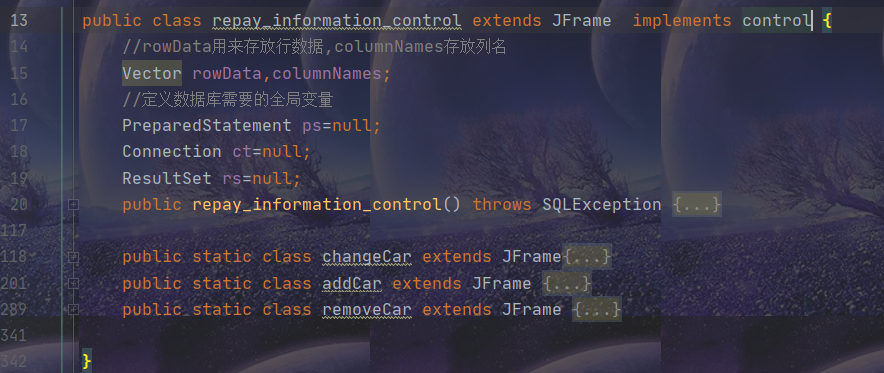 13 public class repay_information_control extends JFrame  implements control {
14 //rowData用来存放行数据,columnNames存放列名
15 Vector rowData,columnNames;
16 //定义数据库需要的全局变量
17 PreparedStatement ps=null;
18 Connection ct=null;
19 ResultSet rs=null;
20 public repay_information_control() throws SQLException {...}
117
118 public static class changeCar extends JFrame{...}
201 public static class addCar extends JFrame {...}
289 public static class removeCar extends JFrame {...}
341
342 }